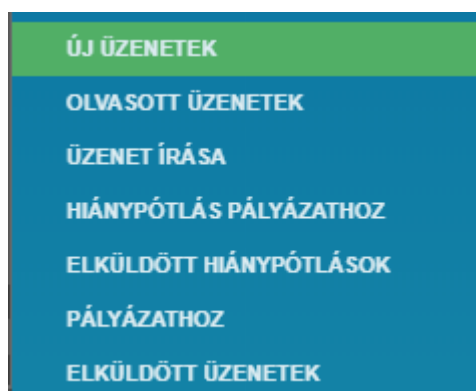 ÚJ ÜZENETEK
OLVASOTT ÜZENETEK
ÜZENET ÍRÁSA
HIÁNYPÓTLÁS PÁLYÁZATHOZ
ELKÜLDÖTT HIÁNYPÓTLÁSOK
PÁLYÁZATHOZ
ELKÜLDÖTT ÜZENETEK